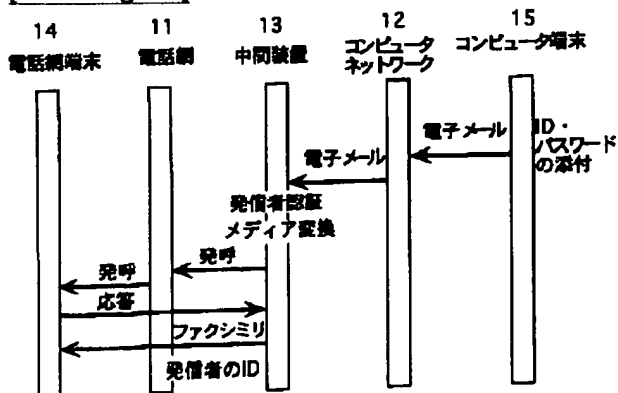 14
電話網端末
11
電話網
13
中間装置
12
コンピュータ
ネットワーク
15
コンピュータ端末
電子メール
ID・
パスワード
の添付
電子メール
発信者認証
メディア変換
発呼
発呼
応答
ファクシミリ
発信者のID